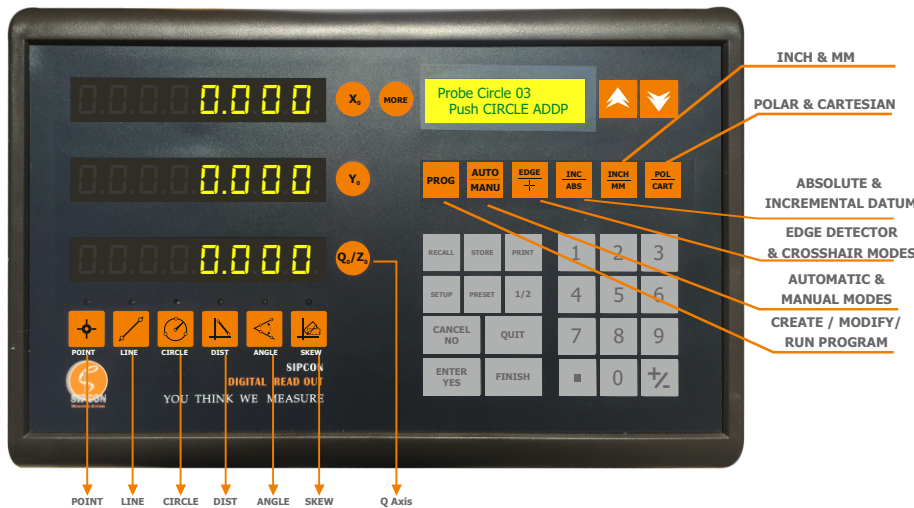 0.000
X₀
MORE
Probe Circle 03
Push CIRCLE ADDP
0.000
Y₀
0.000
Q₀/Z₀
PROG
AUTO
MANU
EDGE
INC
ABS
INCH
MM
POL
CART
RECALL STORE PRINT
1 2 3
SETUP PRESET 1/2
4 5 6
CANCEL
NO
QUIT
7 8 9
ENTER
YES
FINISH
. 0 +/-
POINT LINE CIRCLE DIST ANGLE SKEW
SIPCON
DIGITAL READ OUT
YOU THINK WE MEASURE
SIPCON
INCH & MM
POLAR & CARTESIAN
ABSOLUTE &
INCREMENTAL DATUM
EDGE DETECTOR
& CROSSHAIR MODES
AUTOMATIC &
MANUAL MODES
CREATE / MODIFY/
RUN PROGRAM
POINT LINE CIRCLE DIST ANGLE SKEW Q Axis